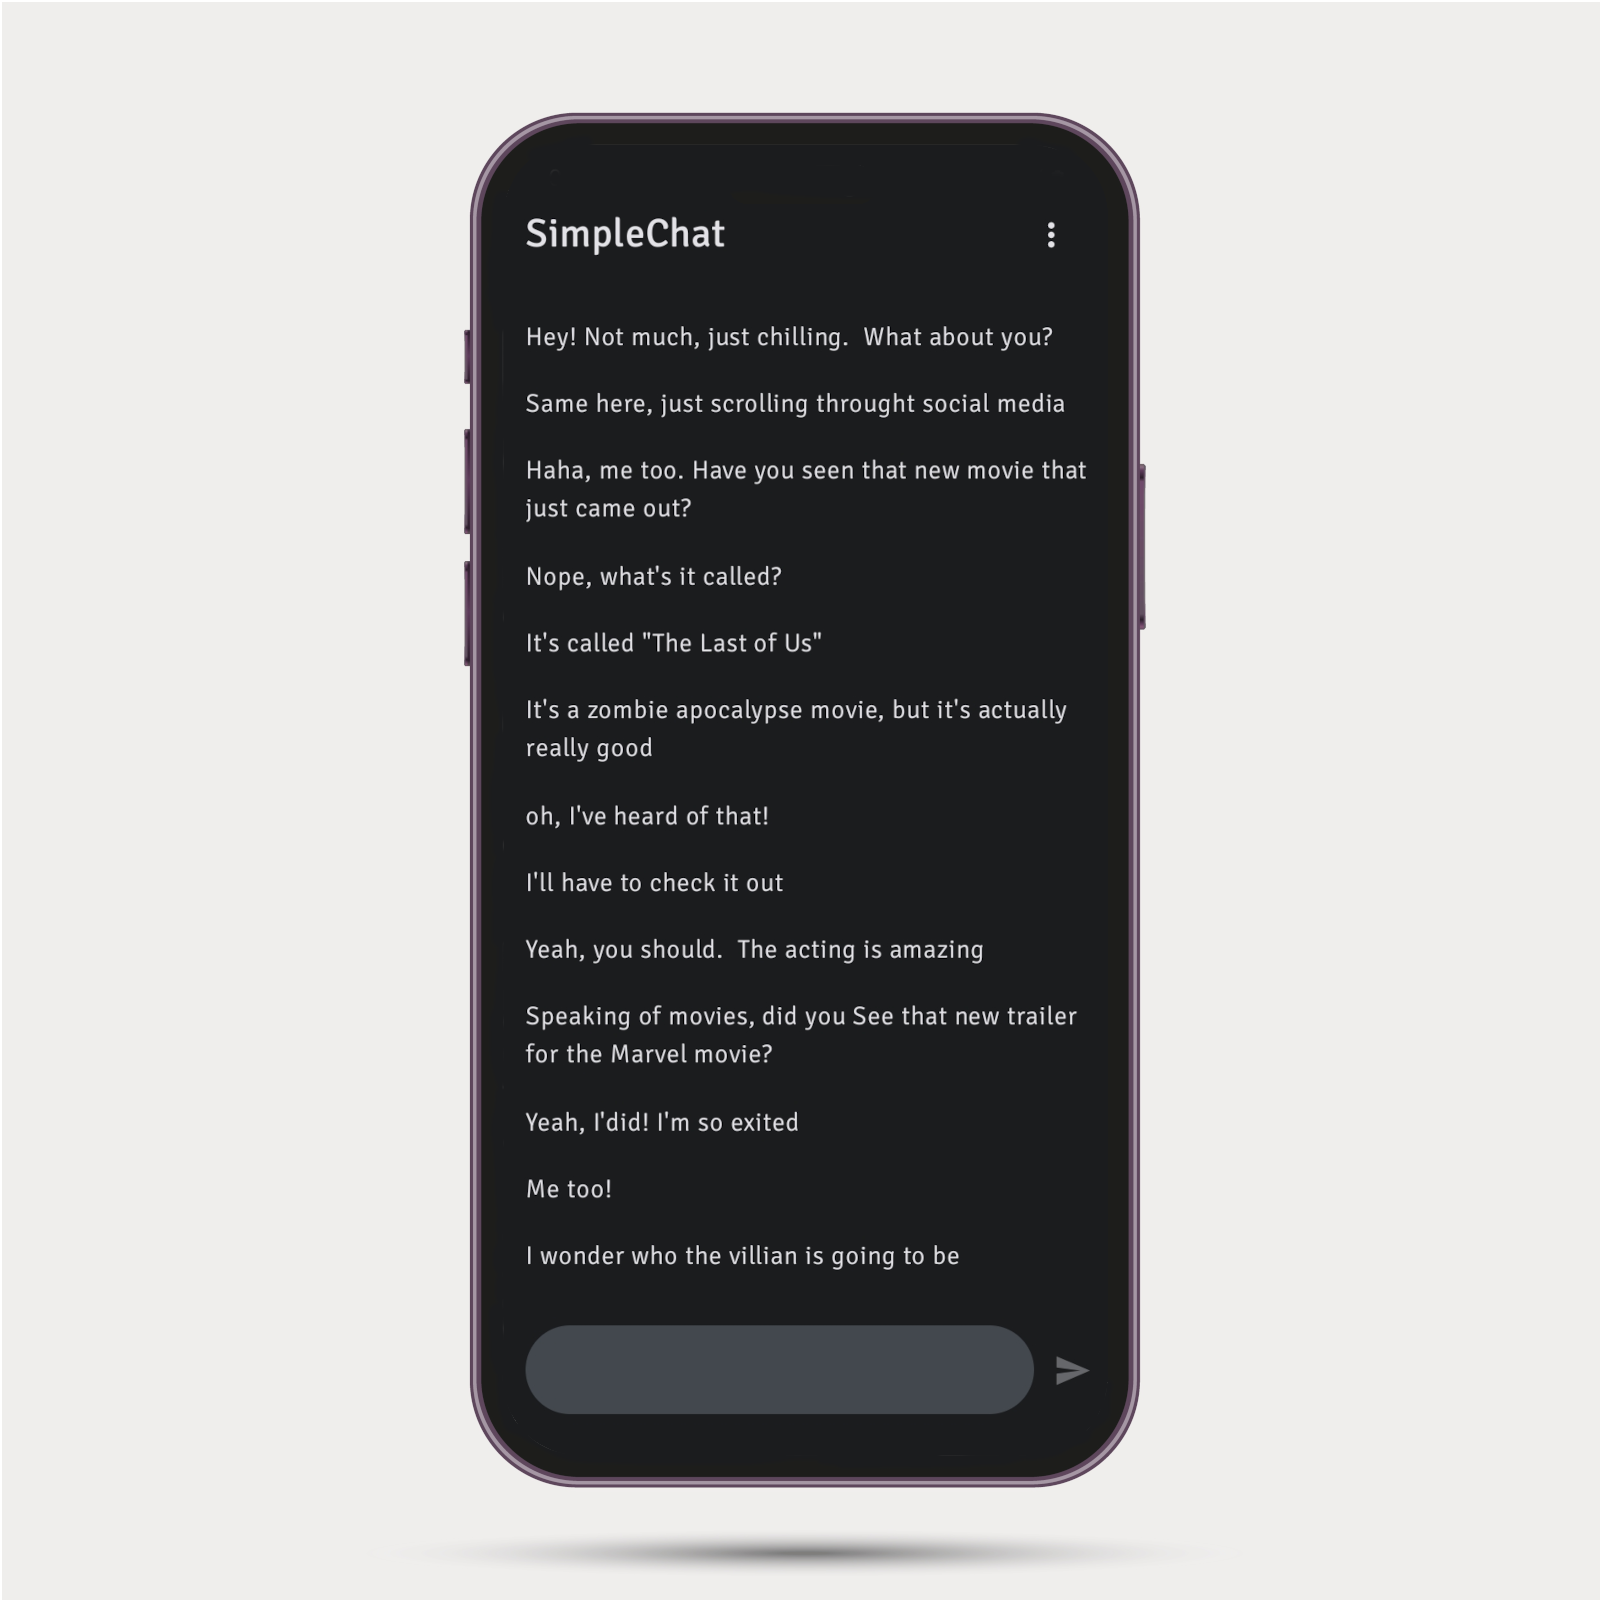 SimpleChat
Hey! Not much, just chilling.  What about you?
Same here, just scrolling throught social media
Haha, me too. Have you seen that new movie that
just came out?
Nope, what's it called?
It's called "The Last of Us"
It's a zombie apocalypse movie, but it's actually
really good
oh, I've heard of that!
I'll have to check it out
Yeah, you should.  The acting is amazing
Speaking of movies, did you See that new trailer
for the Marvel movie?
Yeah, I'did! I'm so exited
Me too!
I wonder who the villian is going to be